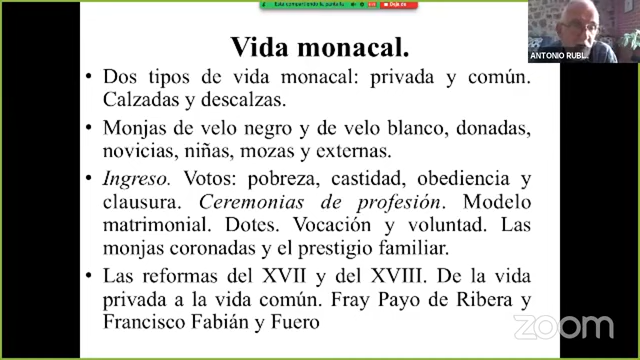 Vida monacal.
• Dos tipos de vida monacal: privada y común.
Calzadas y descalzas.
• Monjas de velo negro y de velo blanco, donadas,
novicias, niñas, mozas y externas.
• Ingreso. Votos: pobreza, castidad, obediencia y
clausura. Ceremonias de profesión. Modelo
matrimonial. Dotes. Vocación y voluntad. Las
monjas coronadas y el prestigio familiar.
• Las reformas del XVII y del XVIII. De la vida
privada a la vida común. Fray Payo de Ribera y
Francisco Fabián y Fuero
ANTONIO RUBI..
zoom